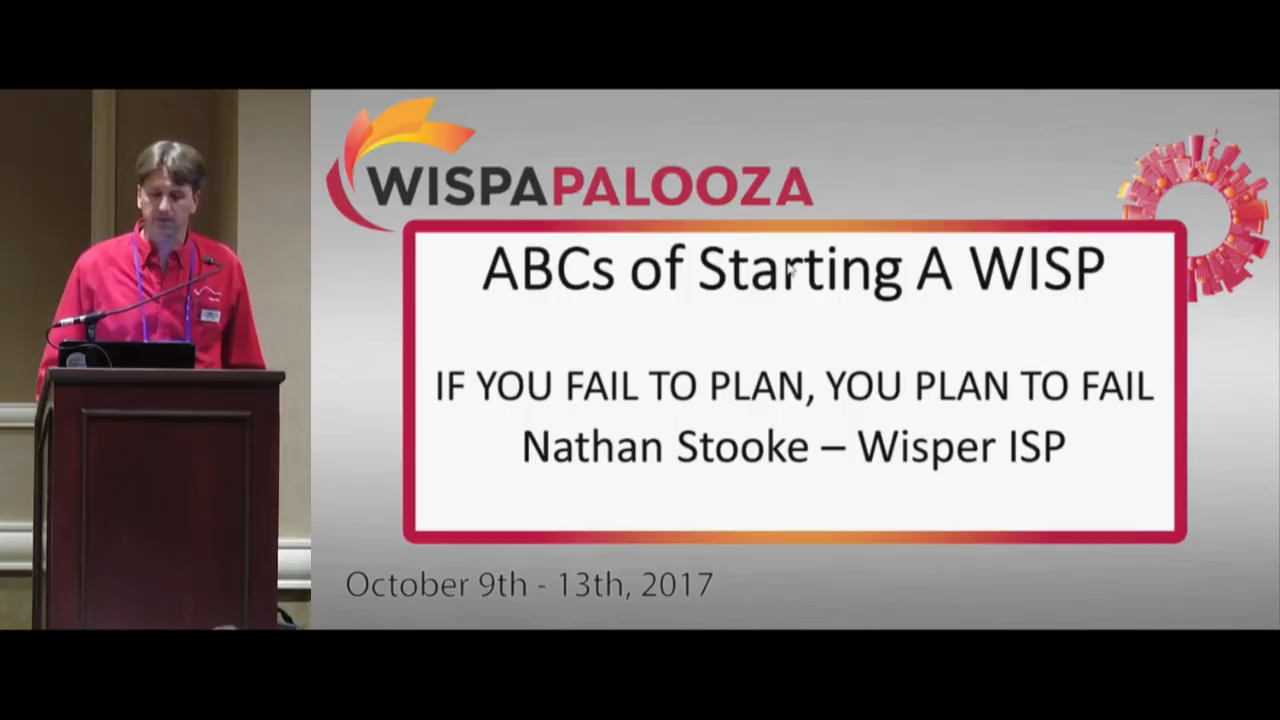 WISPAPALOOZA
ABCs of Starting A WISP
IF YOU FAIL TO PLAN, YOU PLAN TO FAIL
Nathan Stooke – Wisper ISP
October 9th - 13th, 2017